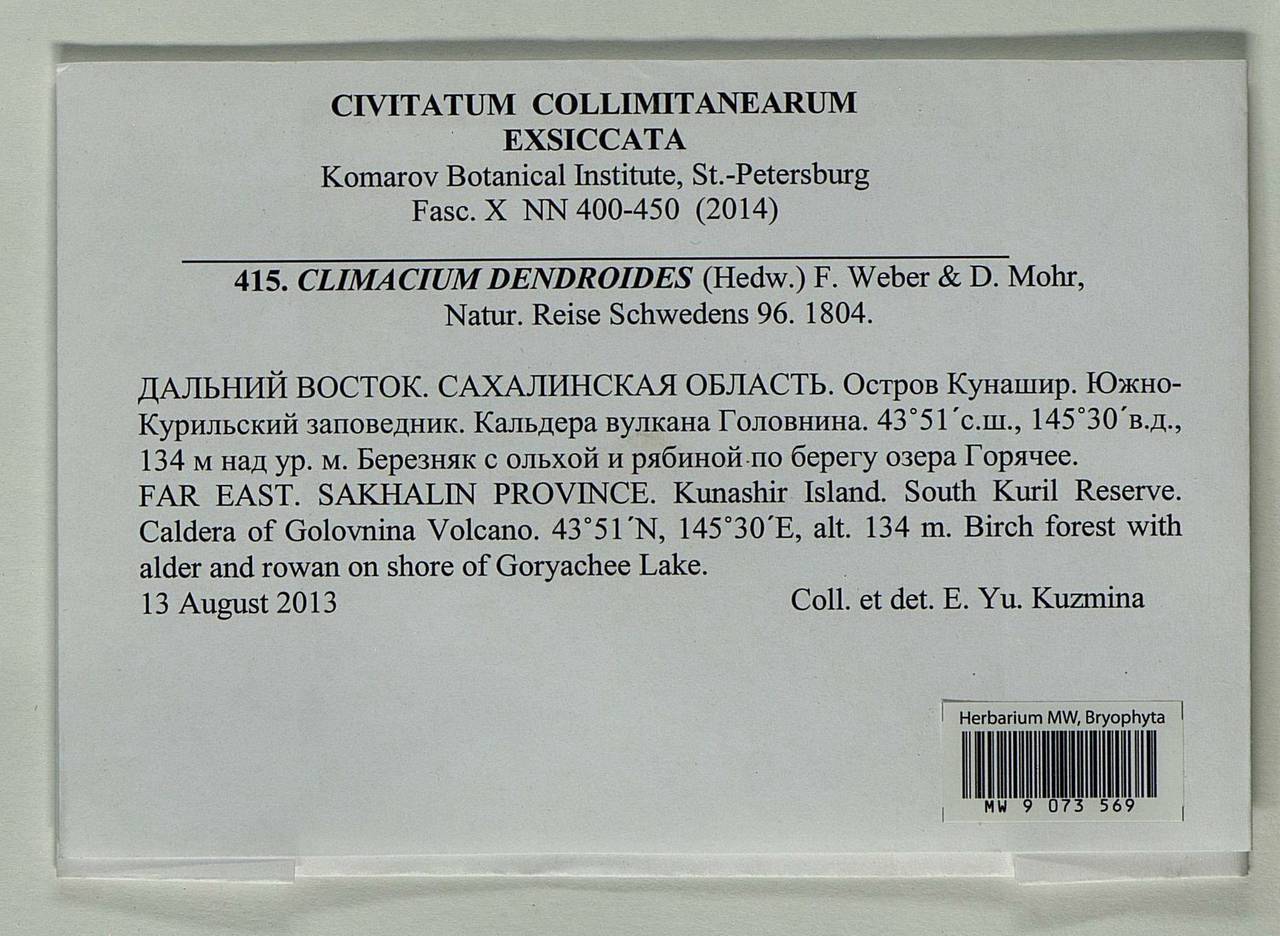 CIVITATUM COLLIMITANEARUM
EXSICCATA
Komarov Botanical Institute, St.-Petersburg
Fasc. X NN 400-450 (2014)
415. CLIMACIUM DENDROIDES (Hedw.) F. Weber & D. Mohr,
Natur. Reise Schwedens 96. 1804.
ДАЛЬНИЙ ВОСТОК. САХАЛИНСКАЯ ОБЛАСТЬ. Остров Кунашир. Южно-
Курильский заповедник. Кальдера вулкана Головнина. 43˚51´с.ш., 145˚30´в.д.,
134 м над ур. м. Березняк с ольхой и рябиной по берегу озера Горячее.
FAR EAST. SAKHALIN PROVINCE. Kunashir Island. South Kuril Reserve.
Caldera of Golovnina Volcano. 43˚51´N, 145˚30´E, alt. 134 m. Birch forest with
alder and rowan on shore of Goryachee Lake.
13 August 2013 Coll. et det. E. Yu. Kuzmina
Herbarium MW, Bryophyta
MW 9 073 569